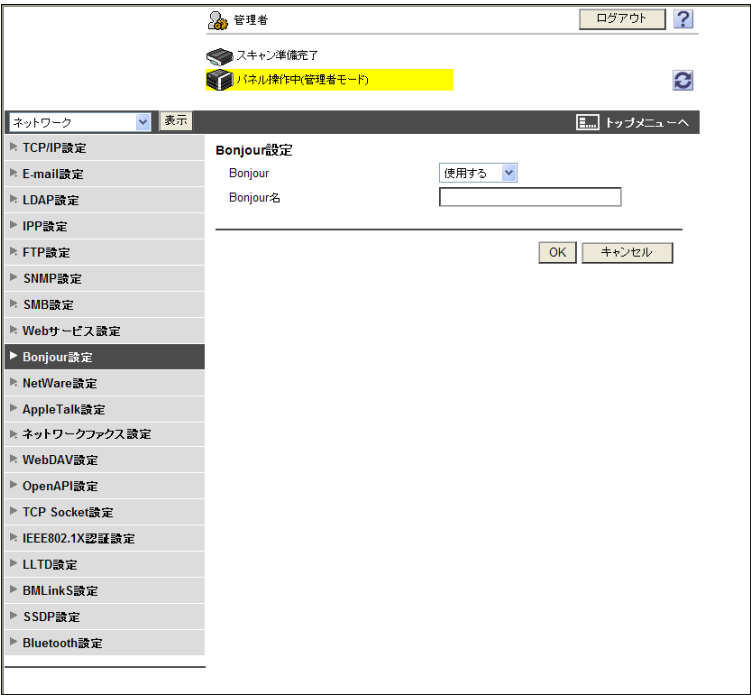 管理者
ログアウト
?
スキャン準備完了
パネル操作中(管理者モード)
ネットワーク
表示
トップメニューへ
TCP/IP設定
E-mail設定
LDAP設定
IPP設定
FTP設定
SNMP設定
SMB設定
Webサービス設定
Bonjour設定
NetWare設定
AppleTalk設定
ネットワークファクス設定
WebDAV設定
OpenAPI設定
TCP Socket設定
IEEE802.1X認証設定
LLTD設定
BMLinkS設定
SSDP設定
Bluetooth設定
Bonjour設定
Bonjour
使用する
Bonjour名
OK
キャンセル